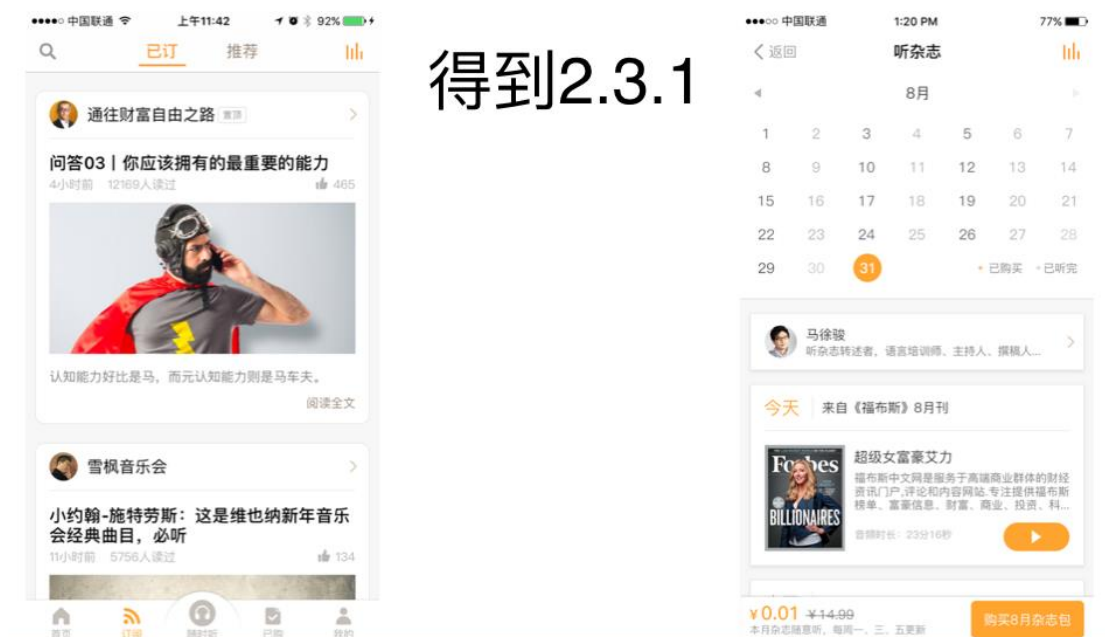 中国联通 上午11:42 92%
已订 推荐
通往财富自由之路 置顶
问答03丨你应该拥有的最重要的能力
4小时前 12169人读过 465
认知能力好比是马，而元认知能力则是马车夫。
阅读全文
雪枫音乐会
小约翰-施特劳斯：这是维也纳新年音乐
会经典曲目，必听
11小时前 5756人读过 134
首页 订阅 随时听 已购 我的
得到2.3.1
中国联通 1:20 PM 77%
返回 听杂志
8月
1 2 3 4 5 6 7
8 9 10 11 12 13 14
15 16 17 18 19 20 21
22 23 24 25 26 27 28
29 30 31 已购买 已听完
马徐骏
听杂志转述者，语言培训师、主持人、撰稿人...
今天 来自《福布斯》8月刊
Forbes
BILLIONAIRES
超级女富豪艾力
福布斯中文网是服务于高端商业群体的财经
资讯门户,评论和内容网站.专注提供福布斯
榜单、富豪信息、财富、商业、投资、科...
音频时长：23分16秒
¥0.01 ¥14.99
本月杂志随意听，每周一、三、五更新
购买8月杂志包